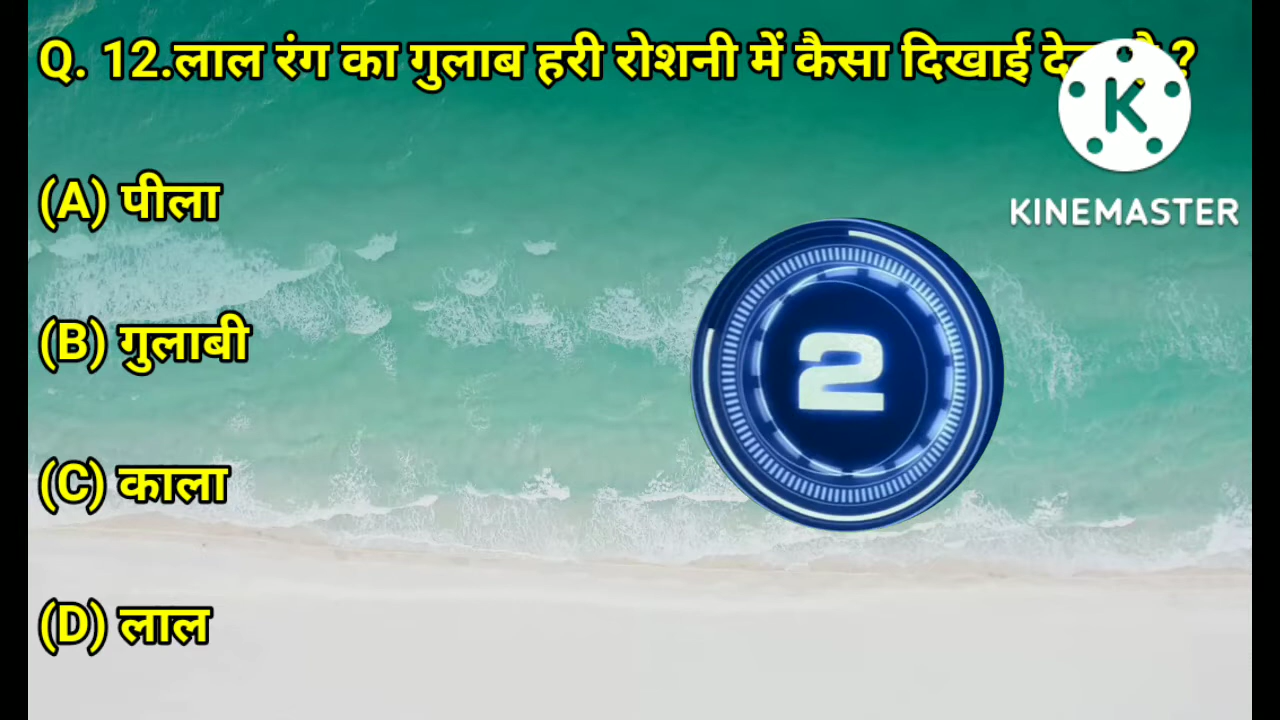 Q. 12.लाल रंग का गुलाब हरी रोशनी में कैसा दिखाई ?
K
KINEMASTER
(A) पीला
(B) गुलाबी
2
(C) काला
(D) लाल